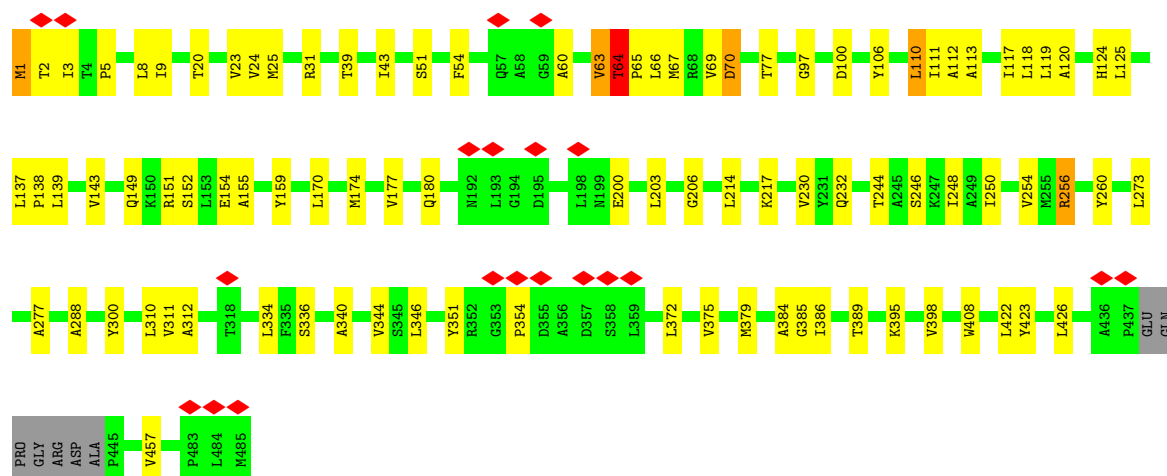 M1 T2 I3 T4 P5 L8 I9 T20 V23 V24 M25 R31 T39 I43 S51 F54 Q57 A58 G59 A60 V63 T64 P65 L66 M67 R68 V69 D70 T77 G97 D100 Y106 L110 I111 A112 A113 I117 L118 L119 A120 H124 L125
L137 P138 L139 V143 Q149 K150 R151 S152 L153 E154 A155 Y159 L170 M174 V177 Q180 N192 L193 G194 D195 L198 N199 E200 L203 G206 L214 K217 V230 Y231 Q232 T244 A245 S246 K247 I248 A249 I250 V254 M255 R256 Y260 L273
A277 A288 Y300 L310 V311 A312 T318 L334 F335 S336 A340 V344 S345 L346 Y351 R352 G353 P354 D355 A356 D357 S358 L359 L372 V375 M379 A384 G385 I386 T389 K395 V398 W408 L422 Y423 L426 A436 P437 GLU GLN
PRO GLY ARG ASP ALA P445 V457 P483 L484 M485